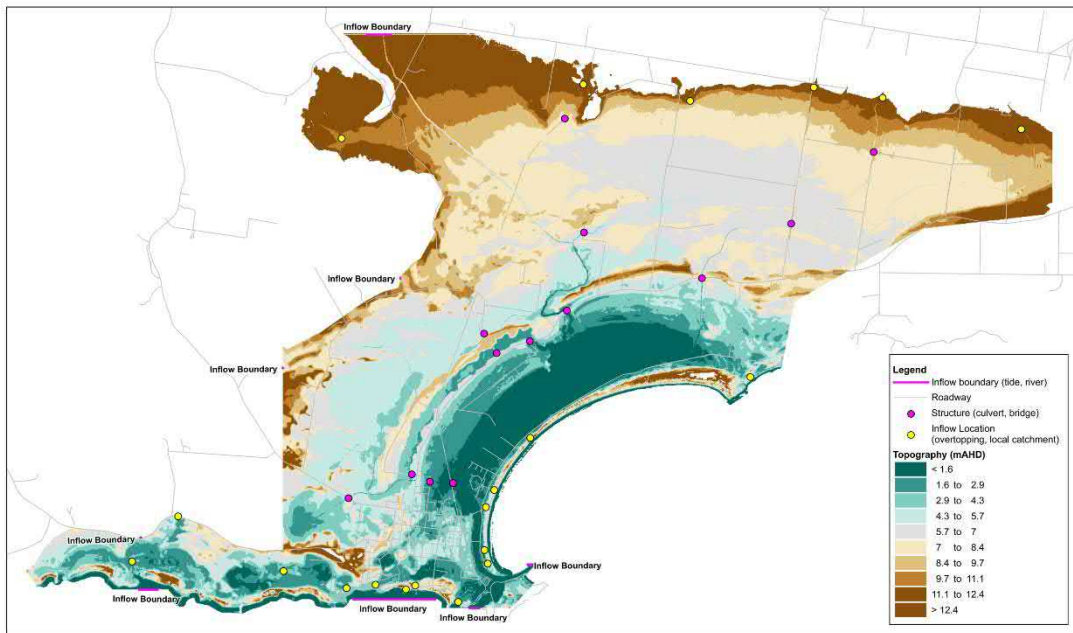 Inflow Boundary
Inflow Boundary
Inflow Boundary
Legend
Inflow boundary (tide, river)
Roadway
Structure (culvert, bridge)
Inflow Location
(overtopping, local catchment)
Topography (mAHD)
< 1.6
1.6 to 2.9
2.9 to 4.3
4.3 to 5.7
5.7 to 7
7 to 8.4
8.4 to 9.7
9.7 to 11.1
11.1 to 12.4
> 12.4
Inflow Boundary
Inflow Boundary
Inflow Boundary
Inflow Boundary
Inflow Boundary